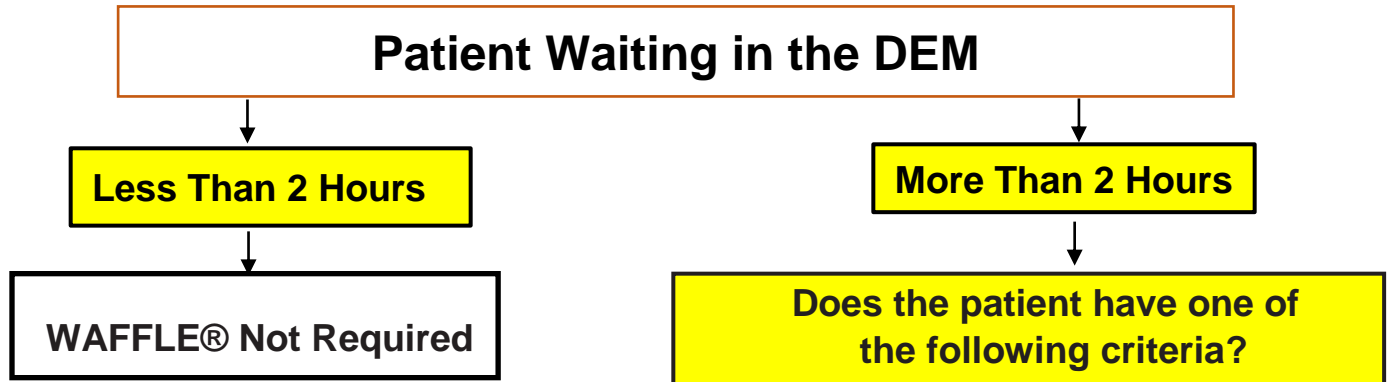 Patient Waiting in the DEM
Less Than 2 Hours
More Than 2 Hours
WAFFLE® Not Required
Does the patient have one of
the following criteria?